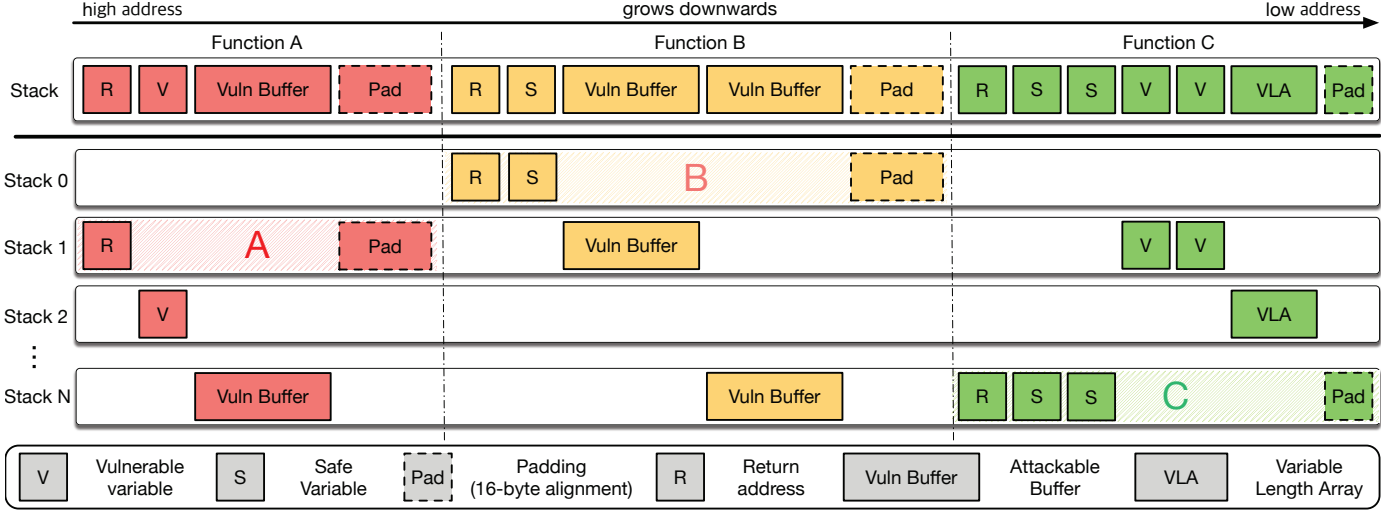 high address grows downwards low address
Function A Function B Function C
Stack R V Vuln Buffer Pad R S Vuln Buffer Vuln Buffer Pad R S S V V VLA Pad
Stack 0 R S B Pad
Stack 1 R A Pad Vuln Buffer V V
Stack 2 V VLA
⋮
Stack N Vuln Buffer Vuln Buffer R S S C Pad
V Vulnerable variable S Safe Variable Pad Padding (16-byte alignment) R Return address Vuln Buffer Attackable Buffer VLA Variable Length Array